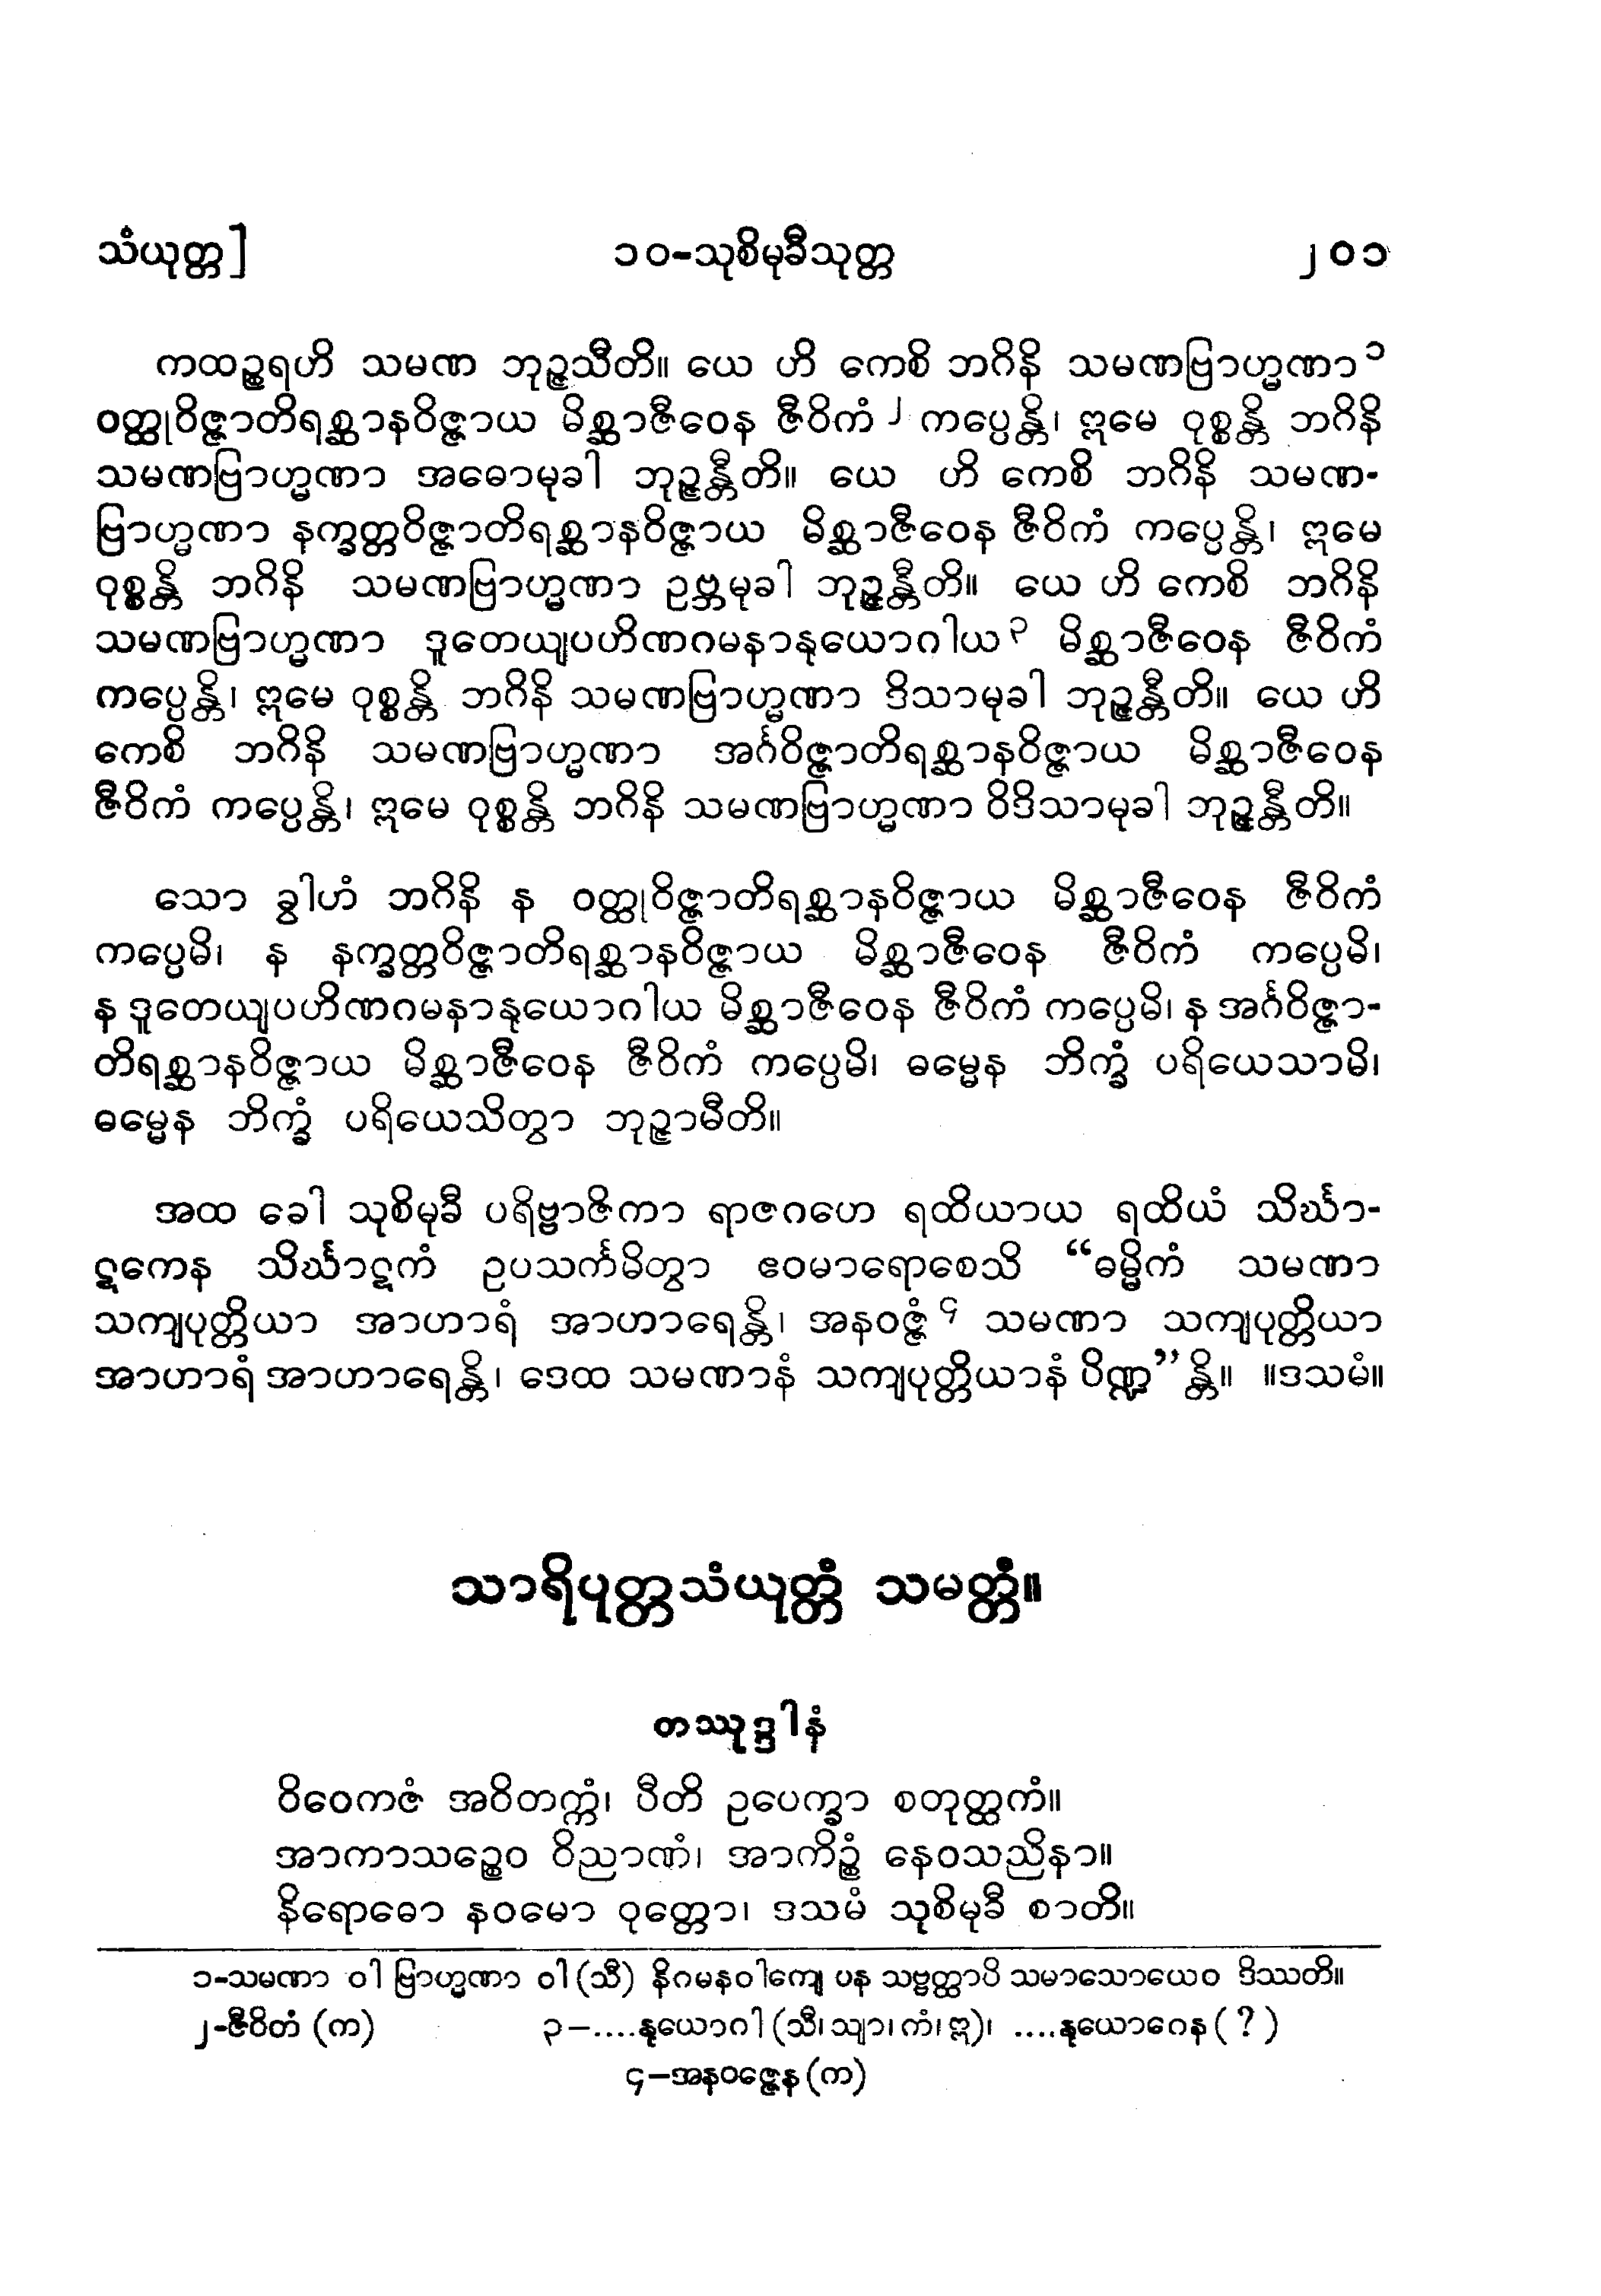 သံယုတ္တ] ၁၀-သုစိမုခီသုတ္တ ၂၀၁
ကထဉ္စရဟိ သမဏ ဘုဉ္ဇသီတိ။ ယေ ဟိ ကေစိ ဘဂိနိ သမဏဗြာဟ္မဏာ ၁
ဝတ္ထုဝိဇ္ဇာတိရစ္ဆာနဝိဇ္ဇာယ မိစ္ဆာဇီဝေန ဇီဝိကံ ၂ ကပ္ပေန္တိ၊ ဣမေ ဝုစ္စန္တိ ဘဂိနိ
သမဏဗြာဟ္မဏာ အဓောမုခါ ဘုဉ္ဇန္တီတိ။ ယေ ဟိ ကေစိ ဘဂိနိ သမဏ-
ဗြာဟ္မဏာ နက္ခတ္တဝိဇ္ဇာတိရစ္ဆာနဝိဇ္ဇာယ မိစ္ဆာဇီဝေန ဇီဝိကံ ကပ္ပေန္တိ၊ ဣမေ
ဝုစ္စန္တိ ဘဂိနိ သမဏဗြာဟ္မဏာ ဥဗ္ဘမုခါ ဘုဉ္ဇန္တီတိ။ ယေ ဟိ ကေစိ ဘဂိနိ
သမဏဗြာဟ္မဏာ ဒူတေယျပဟိဏဂမနာနုယောဂါယ ၃ မိစ္ဆာဇီဝေန ဇီဝိကံ
ကပ္ပေန္တိ၊ ဣမေ ဝုစ္စန္တိ ဘဂိနိ သမဏဗြာဟ္မဏာ ဒိသာမုခါ ဘုဉ္ဇန္တီတိ။ ယေ ဟိ
ကေစိ ဘဂိနိ သမဏဗြာဟ္မဏာ အင်္ဂဝိဇ္ဇာတိရစ္ဆာနဝိဇ္ဇာယ မိစ္ဆာဇီဝေန
ဇီဝိကံ ကပ္ပေန္တိ၊ ဣမေ ဝုစ္စန္တိ ဘဂိနိ သမဏဗြာဟ္မဏာ ဝိဒိသာမုခါ ဘုဉ္ဇန္တီတိ။
သော ခွါဟံ ဘဂိနိ န ဝတ္ထုဝိဇ္ဇာတိရစ္ဆာနဝိဇ္ဇာယ မိစ္ဆာဇီဝေန ဇီဝိကံ
ကပ္ပေမိ၊ န နက္ခတ္တဝိဇ္ဇာတိရစ္ဆာနဝိဇ္ဇာယ မိစ္ဆာဇီဝေန ဇီဝိကံ ကပ္ပေမိ၊
န ဒူတေယျပဟိဏဂမနာနုယောဂါယ မိစ္ဆာဇီဝေန ဇီဝိကံ ကပ္ပေမိ၊ န အင်္ဂဝိဇ္ဇာ-
တိရစ္ဆာနဝိဇ္ဇာယ မိစ္ဆာဇီဝေန ဇီဝိကံ ကပ္ပေမိ၊ ဓမ္မေန ဘိက္ခံ ပရိယေသာမိ၊
ဓမ္မေန ဘိက္ခံ ပရိယေသိတွာ ဘုဉ္ဇာမီတိ။
အထ ခေါ သုစိမုခီ ပရိဗ္ဗာဇိကာ ရာဇဂဟေ ရထိယာယ ရထိယံ သိင်္ဃာ-
ဋကေန သိင်္ဃာဋကံ ဥပသင်္ကမိတွာ ဧဝမာရောစေသိ “ဓမ္မိကံ သမဏာ
သကျပုတ္တိယာ အာဟာရံ အာဟာရေန္တိ၊ အနဝဇ္ဇံ ၄ သမဏာ သကျပုတ္တိယာ
အာဟာရံ အာဟာရေန္တိ၊ ဒေထ သမဏာနံ သကျပုတ္တိယာနံ ပိဏ္ဍ”န္တိ။ ။ဒသမံ။
သာရိပုတ္တသံယုတ္တံ သမတ္တံ။
တဿုဒ္ဒါနံ
ဝိဝေကဇံ အဝိတက္ကံ၊ ပီတိ ဥပေက္ခာ စတုတ္ထကံ။
အာကာသဉ္စေဝ ဝိညာဏံ၊ အာကိဉ္စံ နေဝသညိနာ။
နိရောဓော နဝမော ဝုတ္တော၊ ဒသမံ သုစိမုခီ စာတိ။
၁-သမဏာ ဝါ ဗြာဟ္မဏာ ဝါ (သီ) နိဂမနဝါကျေ ပန သဗ္ဗတ္ထာပိ သမာသောယေဝ ဒိဿတိ။
၂-ဇီဝိတံ (က) ၃-....နုယောဂါ (သီ၊ သျာ၊ ကံ၊ ဣ)၊ ....နုယောဂေန (?)
၄-အနဝဇ္ဇေန (က)